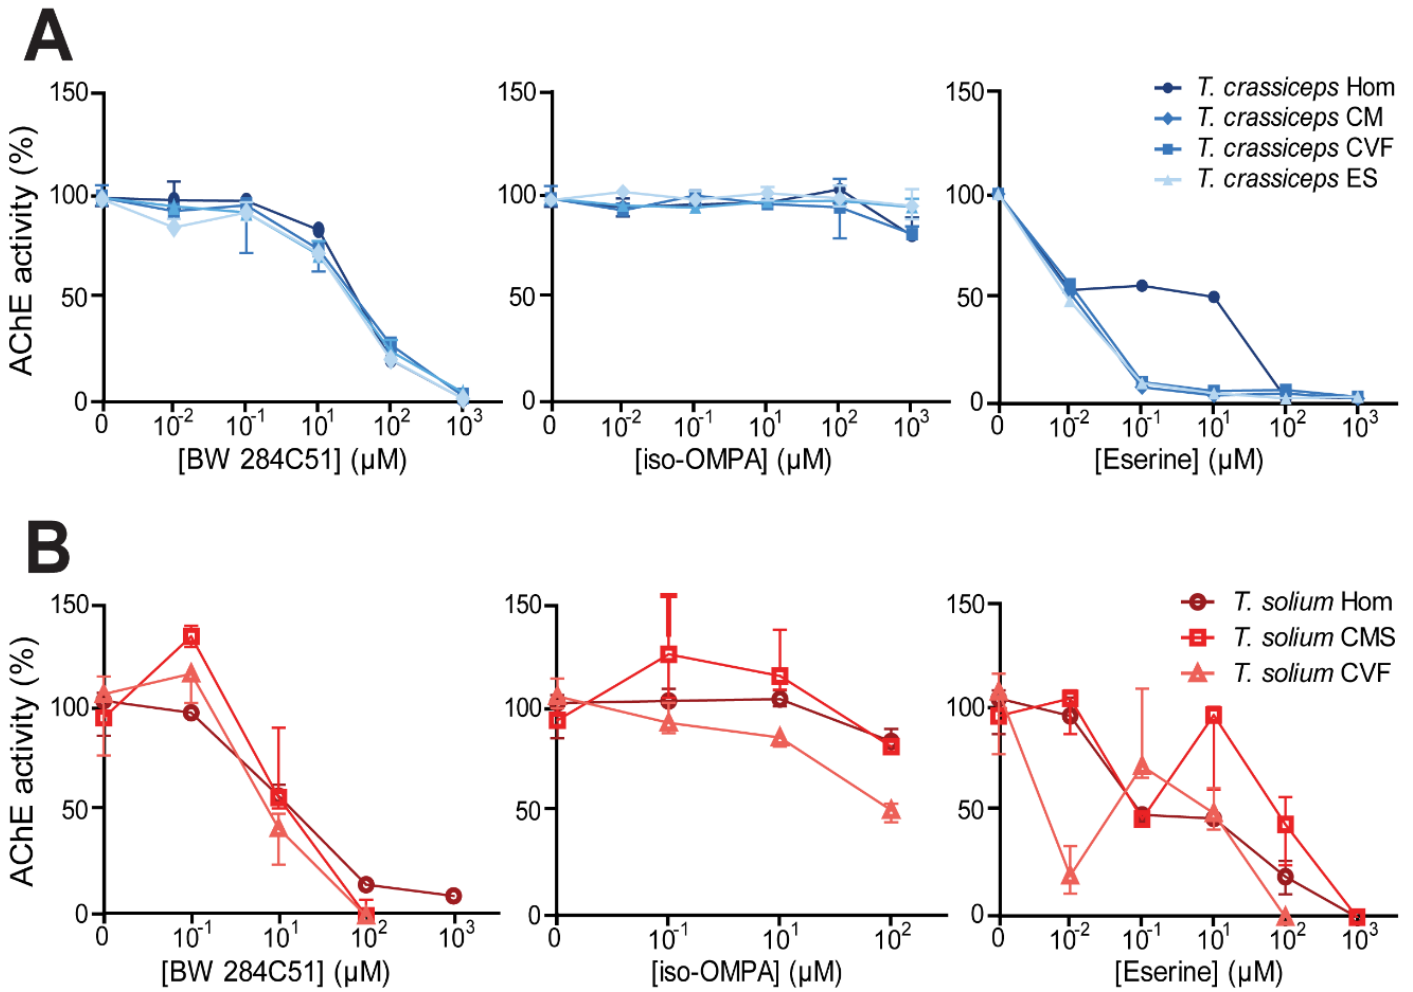 A
150
100
50
0
AChE activity (%)
0 10-2 10-1 101 102 103
[BW 284C51] (µM)
150
100
50
0
0 10-2 10-1 101 102 103
[iso-OMPA] (µM)
150
100
50
0
0 10-2 10-1 101 102 103
[Eserine] (µM)
T. crassiceps Hom
T. crassiceps CM
T. crassiceps CVF
T. crassiceps ES
B
150
100
50
0
AChE activity (%)
0 10-1 101 102 103
[BW 284C51] (µM)
150
100
50
0
0 10-1 101 102
[iso-OMPA] (µM)
150
100
50
0
0 10-2 10-1 101 102 103
[Eserine] (µM)
T. solium Hom
T. solium CMS
T. solium CVF